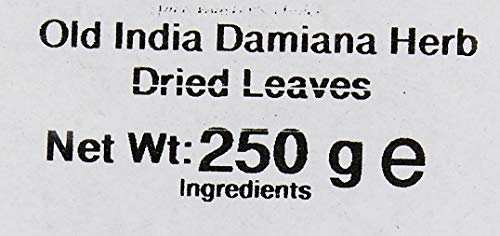 Old India Damiana Herb
Dried Leaves
Net Wt: 250 g e
Ingredients